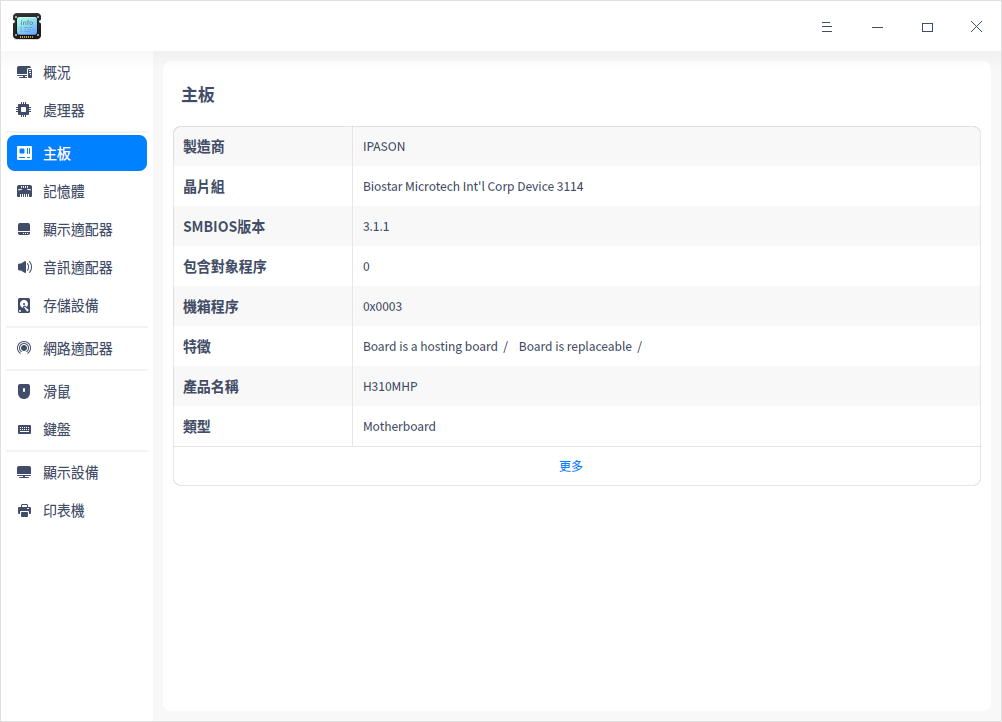 info
概況
處理器
主板
記憶體
顯示適配器
音訊適配器
存儲設備
網路適配器
滑鼠
鍵盤
顯示設備
印表機
主板
製造商 IPASON
晶片組 Biostar Microtech Int'l Corp Device 3114
SMBIOS版本 3.1.1
包含對象程序 0
機箱程序 0x0003
特徵 Board is a hosting board / Board is replaceable /
產品名稱 H310MHP
類型 Motherboard
更多